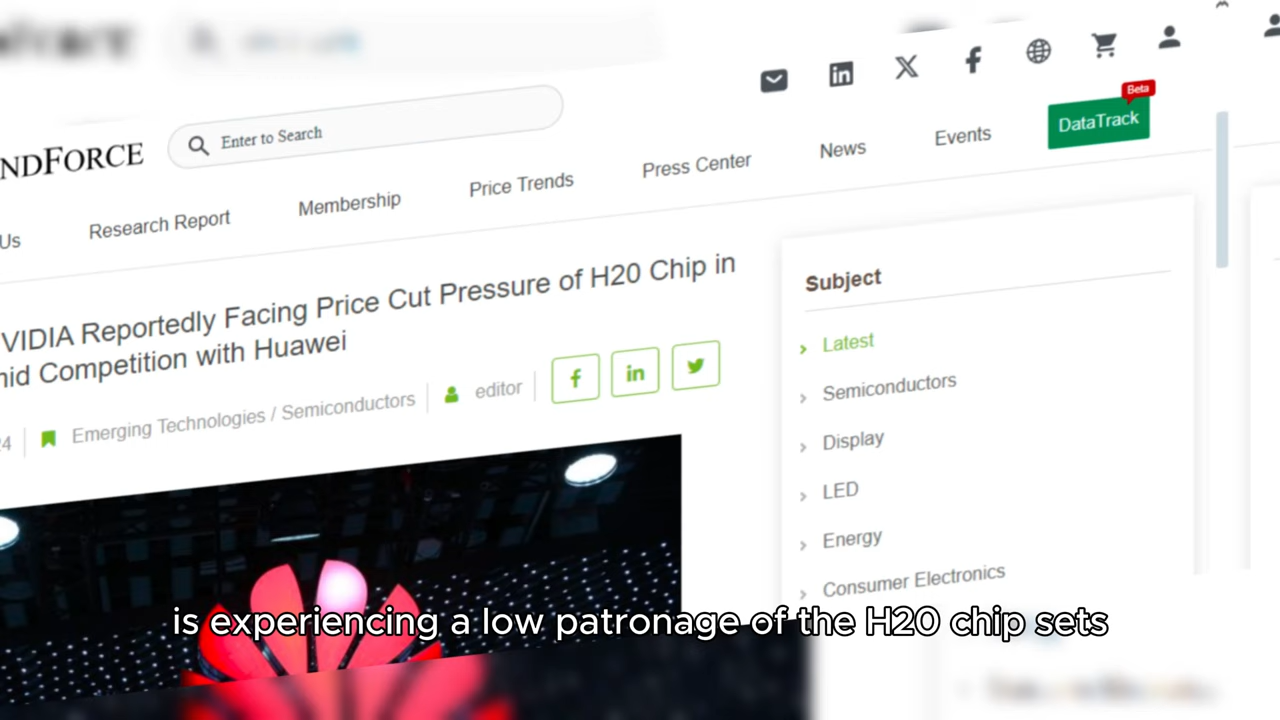 NDFORCE
Enter to Search
Beta
DataTrack
Us
Research Report
Membership
Price Trends
Press Center
News
Events
VIDIA Reportedly Facing Price Cut Pressure of H20 Chip in
id Competition with Huawei
24
Emerging Technologies / Semiconductors
editor
Subject
Latest
Semiconductors
Display
LED
Energy
Consumer Electronics
is experiencing a low patronage of the H20 chip sets